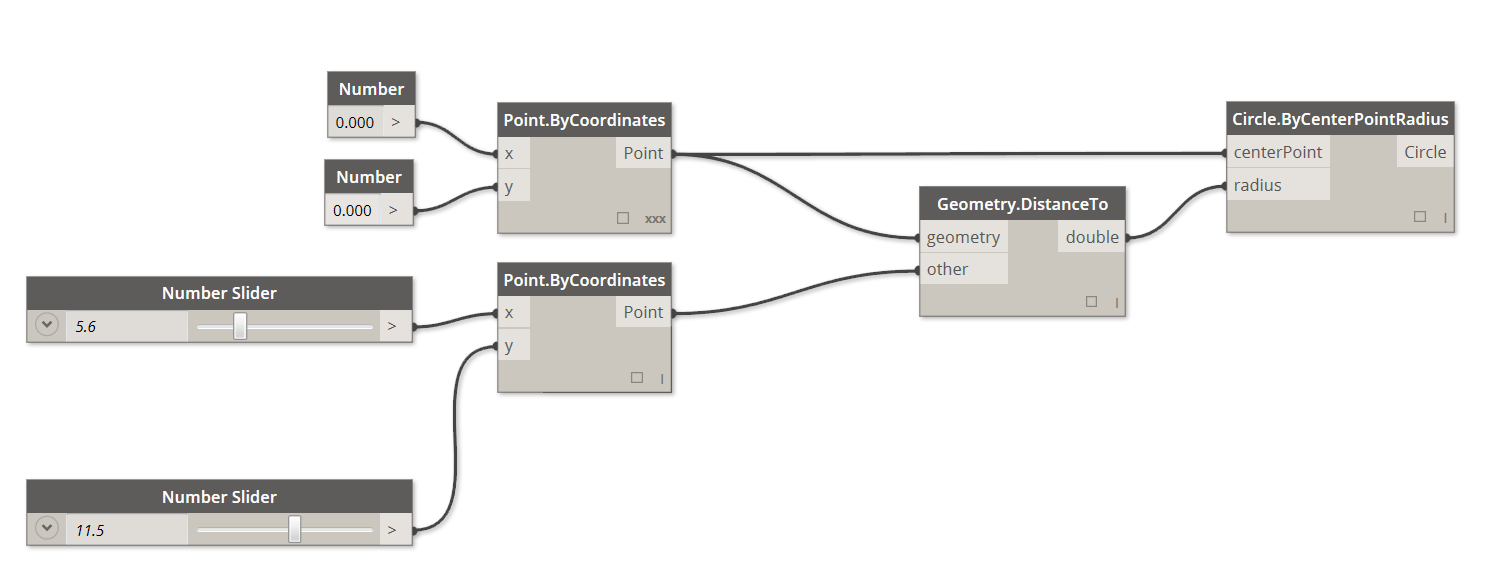 Number
0.000 >
Number
0.000 >
Point.ByCoordinates
x Point
y
xxx
Circle.ByCenterPointRadius
centerPoint Circle
radius
l
Geometry.DistanceTo
geometry double
other
l
Number Slider
5.6 >
Point.ByCoordinates
x Point
y
l
Number Slider
11.5 >